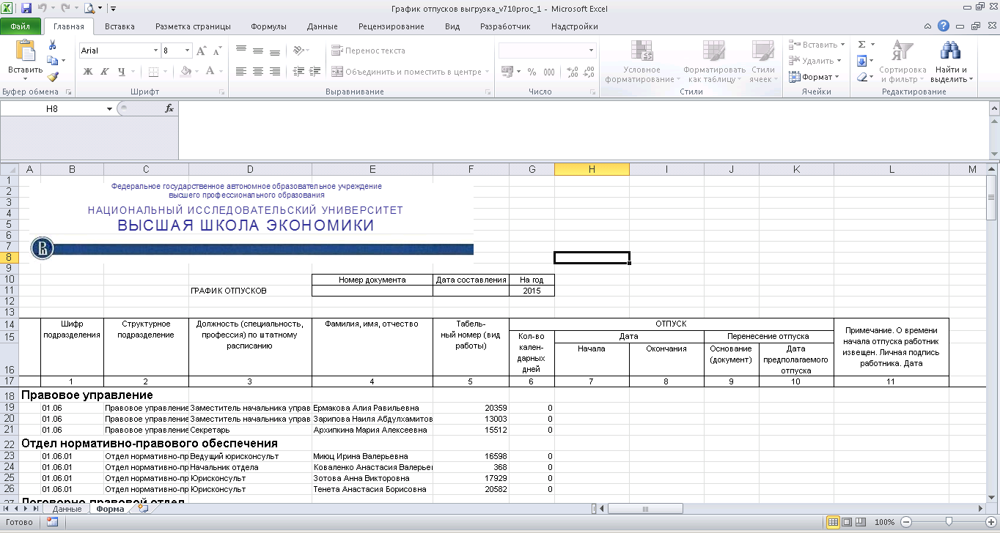 График отпусков выгрузка_v710proc_1 - Microsoft Excel
Файл Главная Вставка Разметка страницы Формулы Данные Рецензирование Вид Разработчик Надстройки
Вставить
Arial 8
Ж К Ч
Перенос текста
Объединить и поместить в центре
% 000
Условное форматирование
Форматировать как таблицу
Стили ячеек
Вставить
Удалить
Формат
Σ
Сортировка и фильтр
Найти и выделить
Буфер обмена Шрифт Выравнивание Число Стили Ячейки Редактирование
H8 fx
A B C D E F G H I J K L M
1
2
3
4
5
6
7
8
9
Федеральное государственное автономное образовательное учреждение
высшего профессионального образования
НАЦИОНАЛЬНЫЙ ИССЛЕДОВАТЕЛЬСКИЙ УНИВЕРСИТЕТ
ВЫСШАЯ ШКОЛА ЭКОНОМИКИ
10 Номер документа Дата составления На год
11 ГРАФИК ОТПУСКОВ 2015
12
13
14
15
16
Шифр подразделения
Структурное подразделение
Должность (специальность, профессия) по штатному расписанию
Фамилия, имя, отчество
Табель-
ный номер (вид работы)
ОТПУСК
Кол-во кален-
дарных дней
Дата
Начала
Окончания
Перенесение отпуска
Основание (документ)
Дата предполагаемого отпуска
Примечание. О времени начала отпуска работник извещен. Личная подпись работника. Дата
17 1 2 3 4 5 6 7 8 9 10 11
18 Правовое управление
19 01.06 Правовое управление Заместитель начальника управ Ермакова Алия Равильевна 20359 0
20 01.06 Правовое управление Заместитель начальника управ Зарипова Наиля Абдулхамитов 13003 0
21 01.06 Правовое управление Секретарь Архипкина Мария Алексеевна 15512 0
22 Отдел нормативно-правового обеспечения
23 01.06.01 Отдел нормативно-пр Ведущий юрисконсульт Миюц Ирина Валерьевна 16598 0
24 01.06.01 Отдел нормативно-пр Начальник отдела Коваленко Анастасия Валерьев 368 0
25 01.06.01 Отдел нормативно-пр Юрисконсульт Зотова Анна Викторовна 17929 0
26 01.06.01 Отдел нормативно-пр Юрисконсульт Тенета Анастасия Борисовна 20582 0
27 Договорно-правовой отдел
Данные Форма
Готово 100%